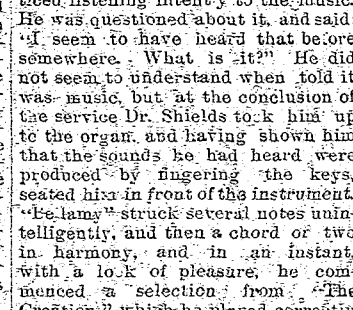 ticed listening intently to the music.
He was questioned about it, and said
"I seem to have heard that before
somewhere. What is it?" He did
not seem to understand when told it
was music, but at the conclusion of
the service Dr. Shields took him up
to the organ, and having shown him
that the sounds he had heard were
produced by fingering the keys,
seated him in front of the instrument.
struck several notes unin-
telligently, and then a chord or two
in harmony, and in an instant,
with a look of pleasure, he com-
menced a selection from "The
Creation," which he played correctly